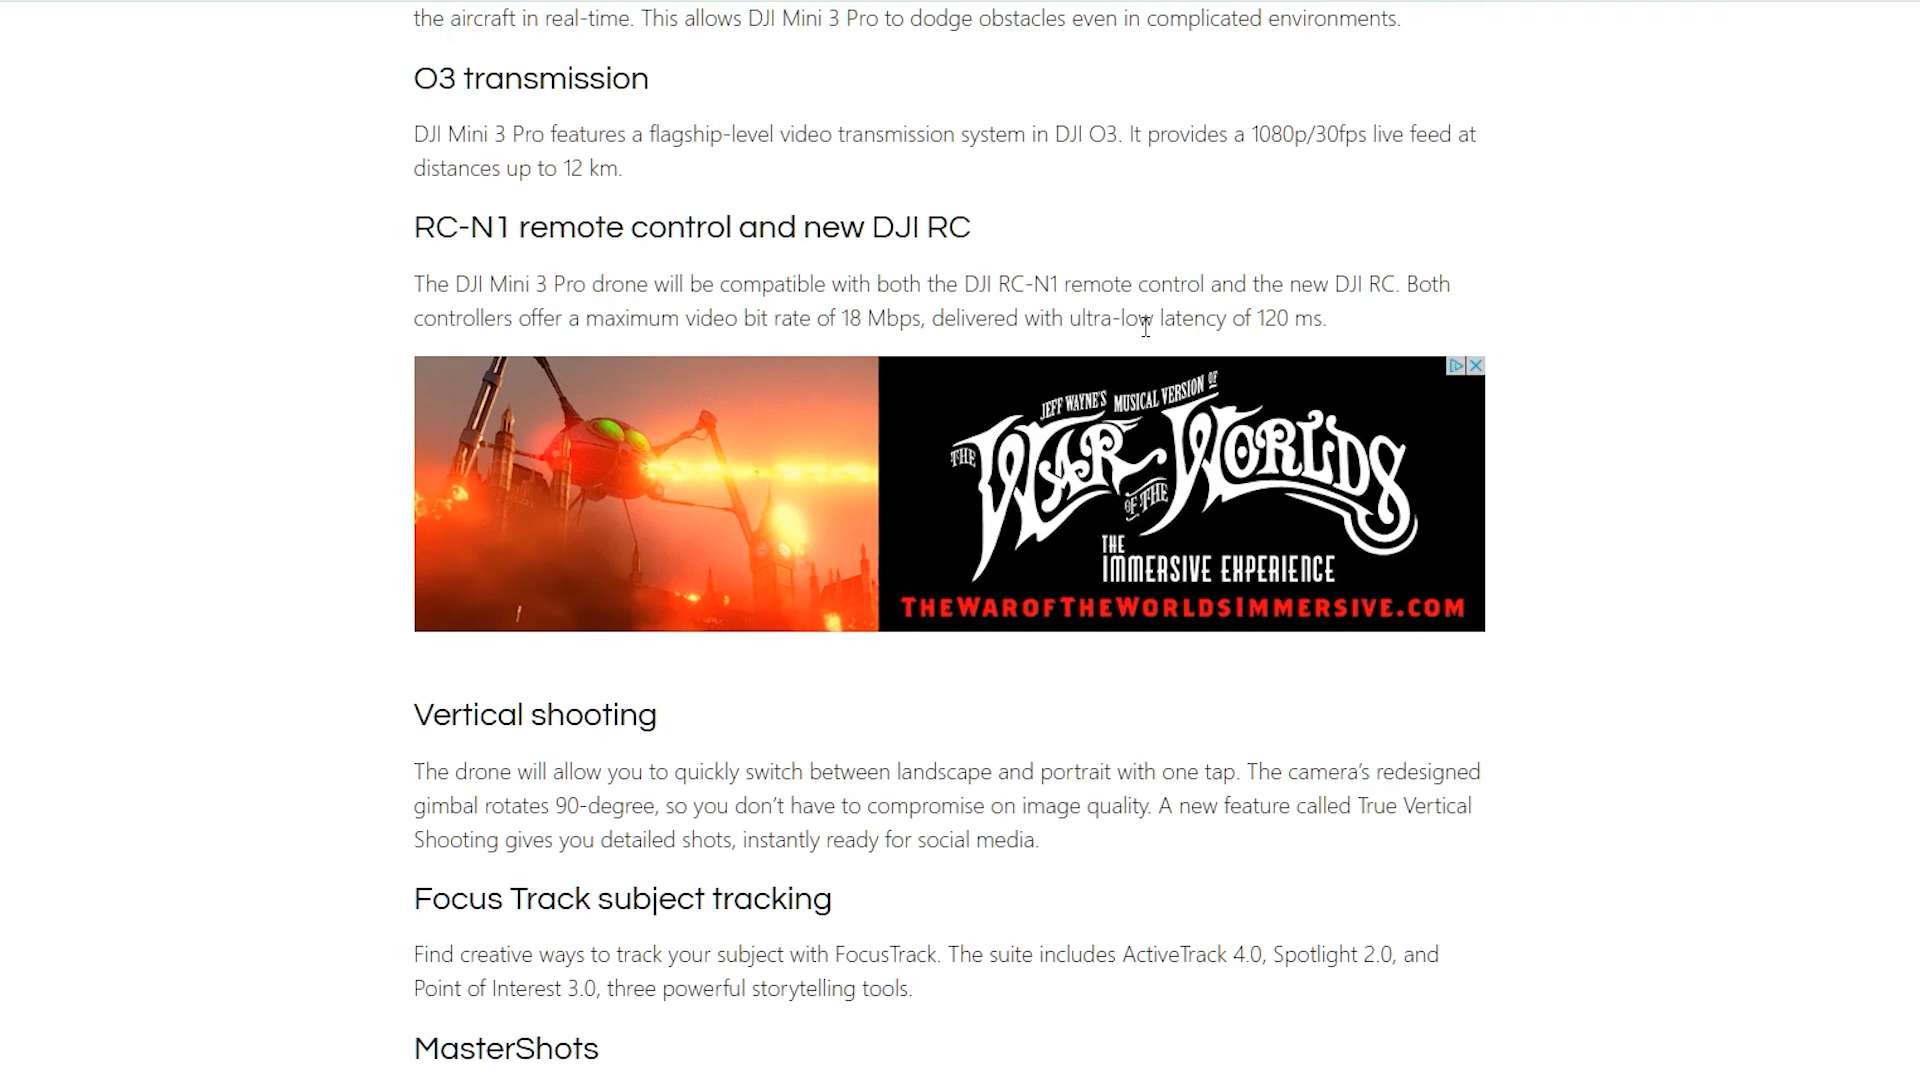 the aircraft in real-time. This allows DJI Mini 3 Pro to dodge obstacles even in complicated environments.
O3 transmission
DJI Mini 3 Pro features a flagship-level video transmission system in DJI O3. It provides a 1080p/30fps live feed at
distances up to 12 km.
RC-N1 remote control and new DJI RC
The DJI Mini 3 Pro drone will be compatible with both the DJI RC-N1 remote control and the new DJI RC. Both
controllers offer a maximum video bit rate of 18 Mbps, delivered with ultra-low latency of 120 ms.
JEFF WAYNE'S MUSICAL VERSION OF
THE WAR OF THE WORLDS
THE
IMMERSIVE EXPERIENCE
THEWAROFTHEWORLDSIMMERSIVE.COM
Vertical shooting
The drone will allow you to quickly switch between landscape and portrait with one tap. The camera’s redesigned
gimbal rotates 90-degree, so you don’t have to compromise on image quality. A new feature called True Vertical
Shooting gives you detailed shots, instantly ready for social media.
Focus Track subject tracking
Find creative ways to track your subject with FocusTrack. The suite includes ActiveTrack 4.0, Spotlight 2.0, and
Point of Interest 3.0, three powerful storytelling tools.
MasterShots